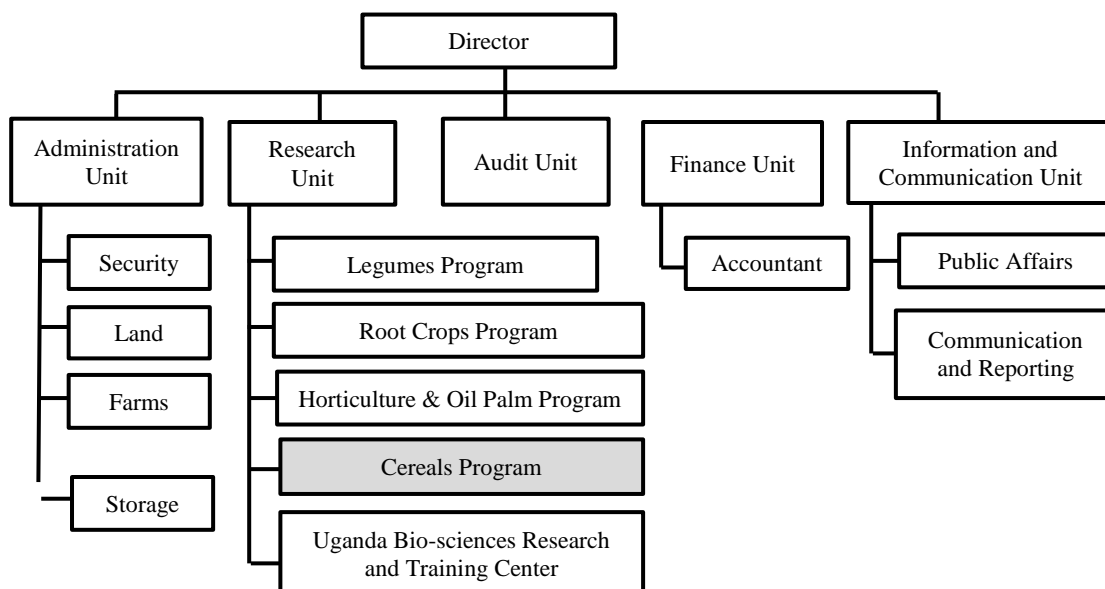 Director
Administration
Unit
Research
Unit
Audit Unit
Finance Unit
Information and
Communication Unit
Security
Land
Farms
Storage
Legumes Program
Root Crops Program
Horticulture & Oil Palm Program
Cereals Program
Uganda Bio-sciences Research
and Training Center
Accountant
Public Affairs
Communication
and Reporting